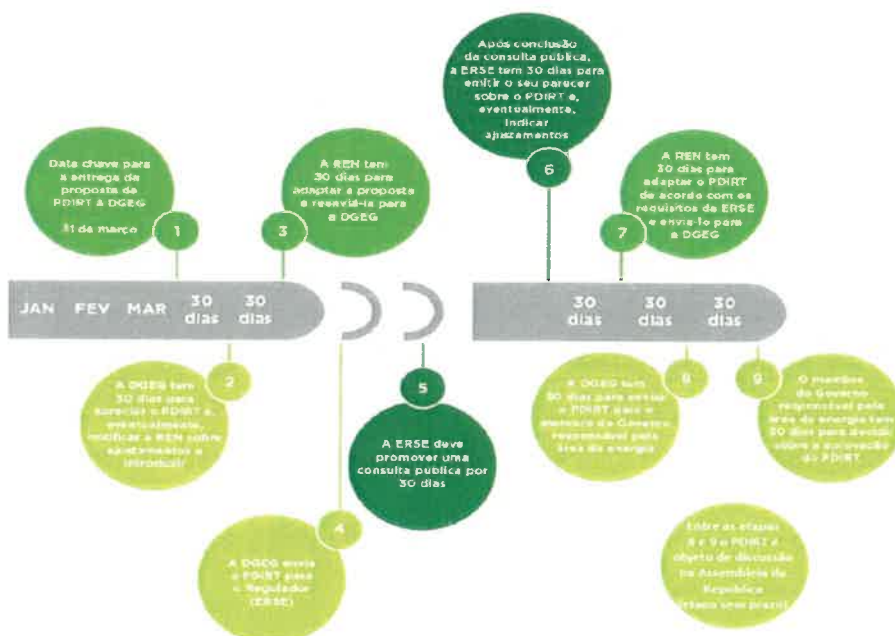 Data chave para
a entrega da
proposta de
PDIRT à DGEG
31 de março
1
A DGEG tem
30 dias para
apreciar o PDIRT e,
eventualmente,
notificar a REN sobre
ajustamentos a
introduzir
2
A REN tem
30 dias para
adaptar a proposta
e reenviá-la para
a DGEG
3
JAN FEV MAR 30 dias 30 dias
A DGEG envia
o PDIRT para
o Regulador
(ERSE)
4
5
A ERSE deve
promover uma
consulta pública por
30 dias
Após conclusão
da consulta pública,
a ERSE tem 30 dias para
emitir o seu parecer
sobre o PDIRT e,
eventualmente,
indicar
ajustamentos
6
A REN tem
30 dias para
adaptar o PDIRT
de acordo com os
requisitos da ERSE
e enviá-lo para
a DGEG
7
30 dias 30 dias 30 dias
A DGEG tem
30 dias para enviar
o PDIRT para o
membro do Governo
responsável pela
área da energia
8
O membro
do Governo
responsável pela
área da energia tem
30 dias para decidir
sobre a aprovação
do PDIRT
9
Entre as etapas
8 e 9 o PDIRT é
objeto de discussão
na Assembleia da
República
(etapa sem prazo)